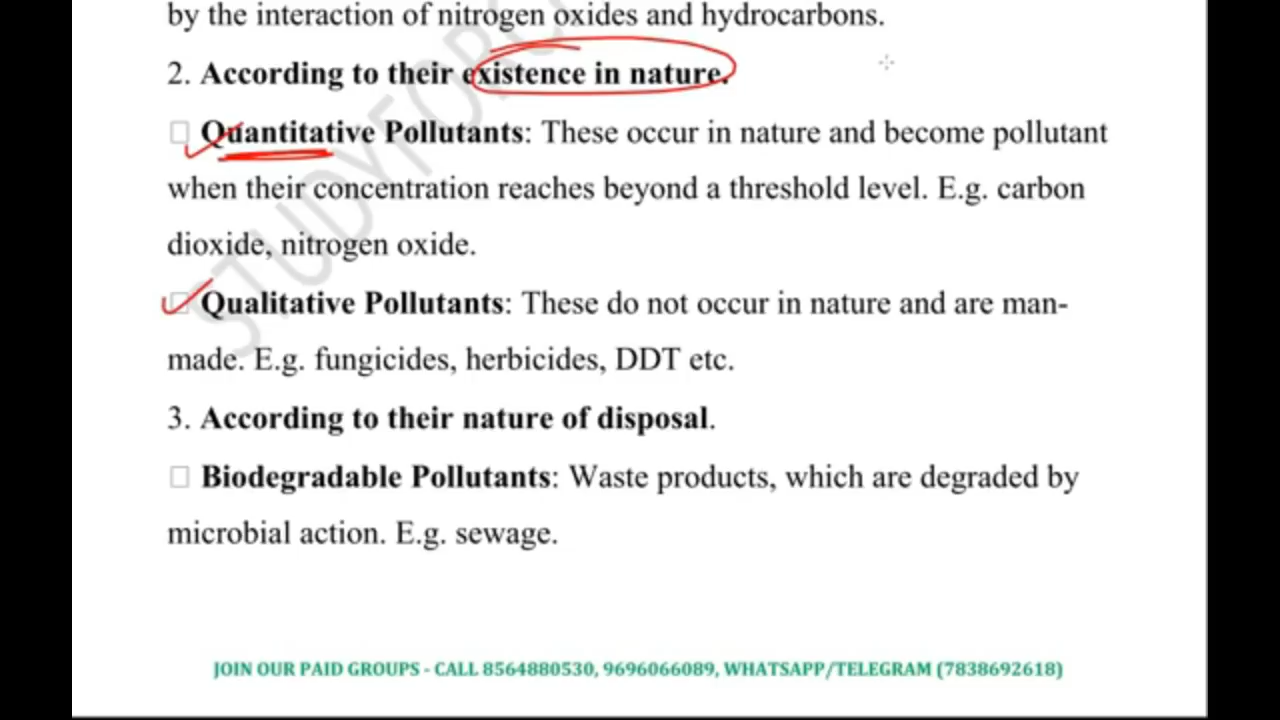 by the interaction of nitrogen oxides and hydrocarbons.
2. According to their existence in nature.
Quantitative Pollutants: These occur in nature and become pollutant
when their concentration reaches beyond a threshold level. E.g. carbon
dioxide, nitrogen oxide.
Qualitative Pollutants: These do not occur in nature and are man-
made. E.g. fungicides, herbicides, DDT etc.
3. According to their nature of disposal.
Biodegradable Pollutants: Waste products, which are degraded by
microbial action. E.g. sewage.
JOIN OUR PAID GROUPS - CALL 8564880530, 9696066089, WHATSAPP/TELEGRAM (7838692618)